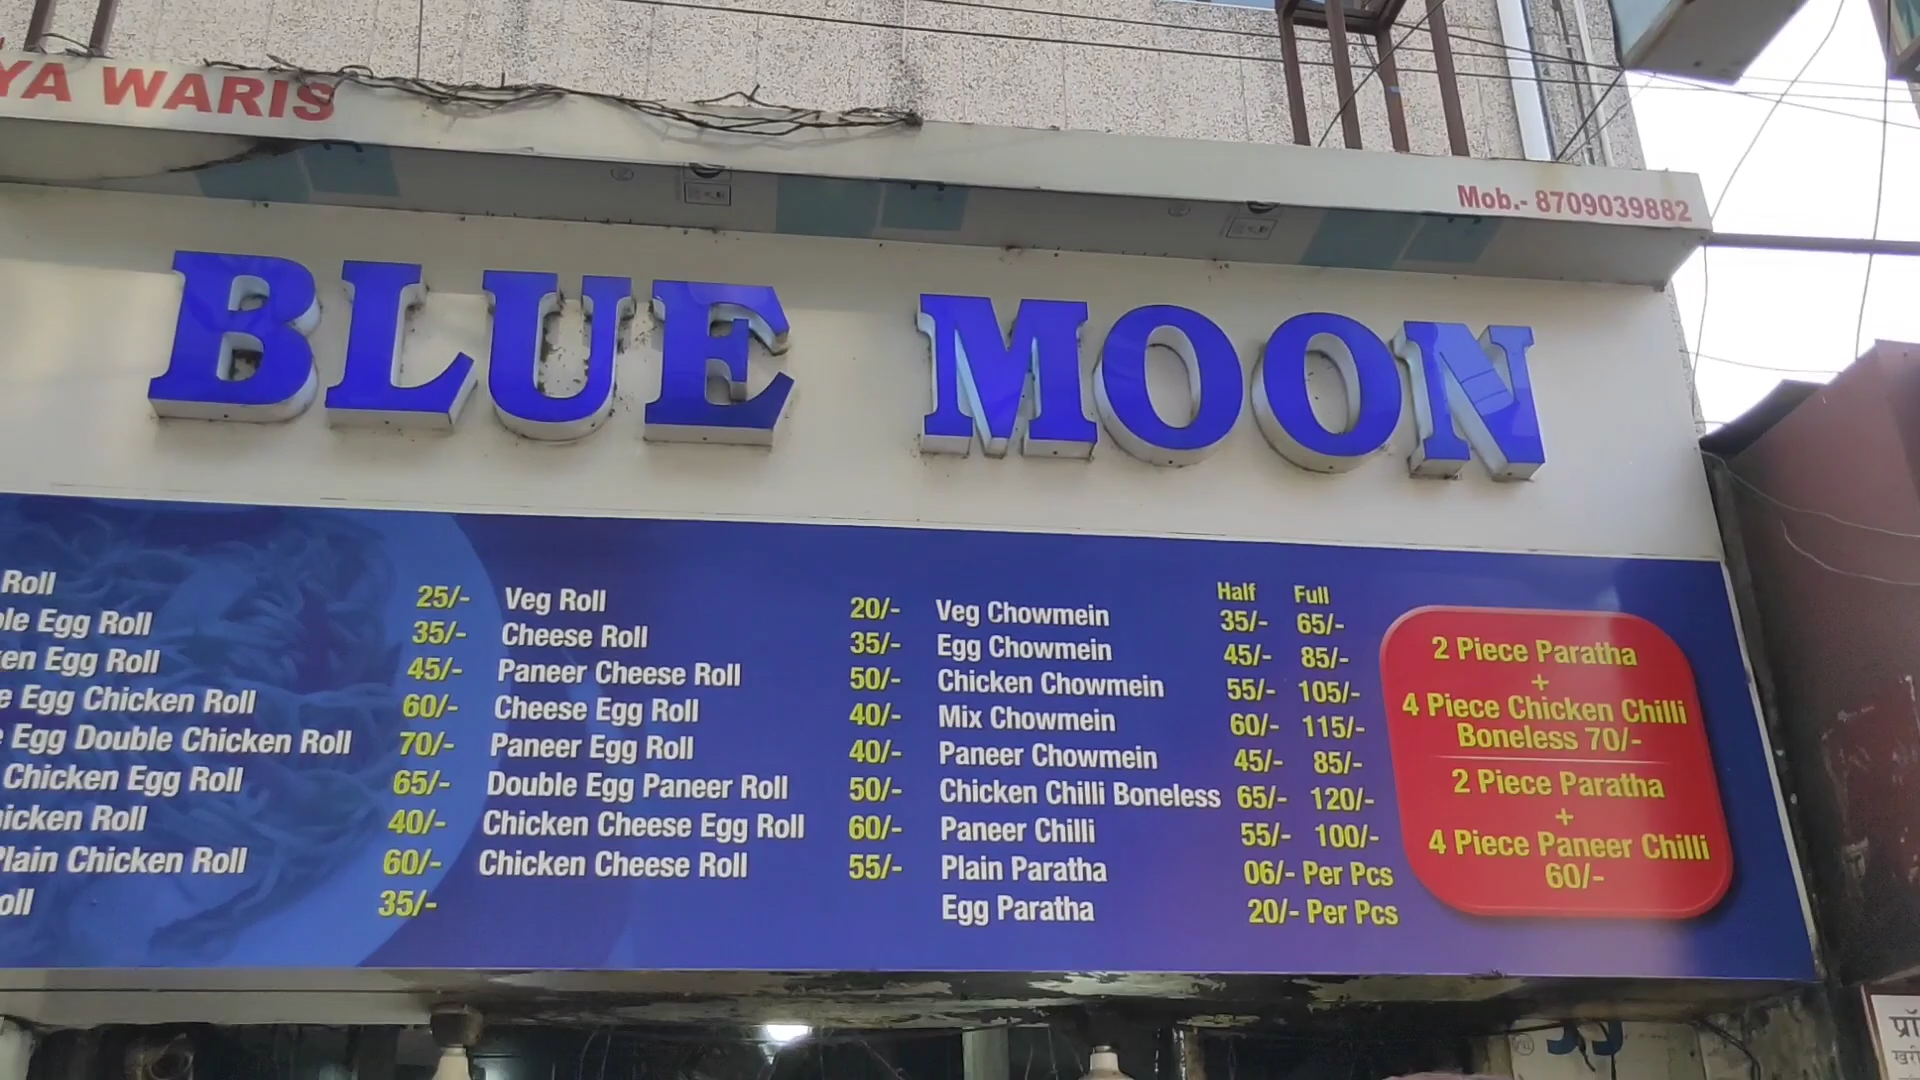 YA WARIS
Mob.- 8709039882
BLUE MOON
Roll 25/-
Egg Roll 35/-
Egg Roll 45/-
Egg Chicken Roll 60/-
Egg Double Chicken Roll 70/-
Chicken Egg Roll 65/-
Roll 40/-
Plain Chicken Roll 60/-
35/-
Veg Roll 20/-
Cheese Roll 35/-
Paneer Cheese Roll 50/-
Cheese Egg Roll 40/-
Paneer Egg Roll 40/-
Double Egg Paneer Roll 50/-
Chicken Cheese Egg Roll 60/-
Chicken Cheese Roll 55/-
Half Full
Veg Chowmein 35/- 65/-
Egg Chowmein 45/- 85/-
Chicken Chowmein 55/- 105/-
Mix Chowmein 60/- 115/-
Paneer Chowmein 45/- 85/-
Chicken Chilli Boneless 65/- 120/-
Paneer Chilli 55/- 100/-
Plain Paratha 06/- Per Pcs
Egg Paratha 20/- Per Pcs
2 Piece Paratha
+
4 Piece Chicken Chilli
Boneless 70/-
2 Piece Paratha
+
4 Piece Paneer Chilli
60/-